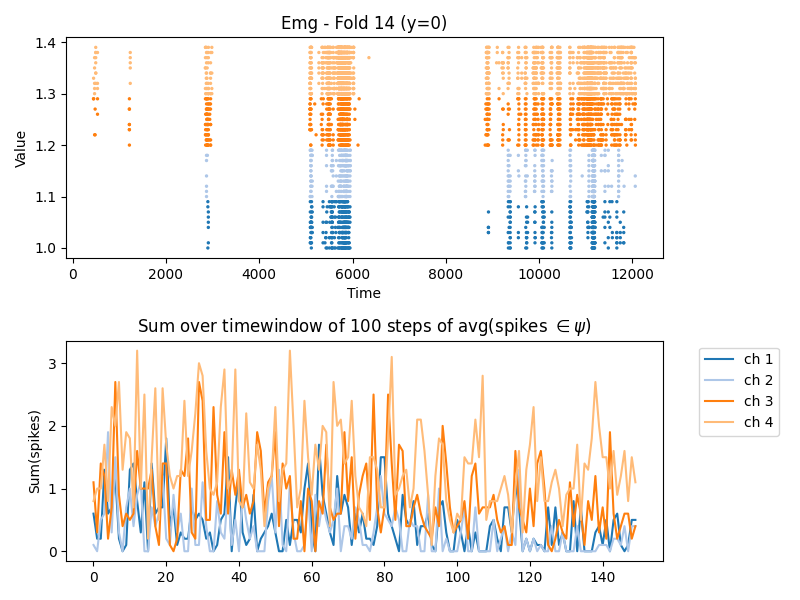 Emg - Fold 14 (y=0)
1.4
1.3
1.2
1.1
1.0
Value
0 2000 4000 6000 8000 10000 12000
Time
Sum over timewindow of 100 steps of avg(spikes ∈ ψ)
3
2
1
0
Sum(spikes)
0 20 40 60 80 100 120 140
ch 1
ch 2
ch 3
ch 4